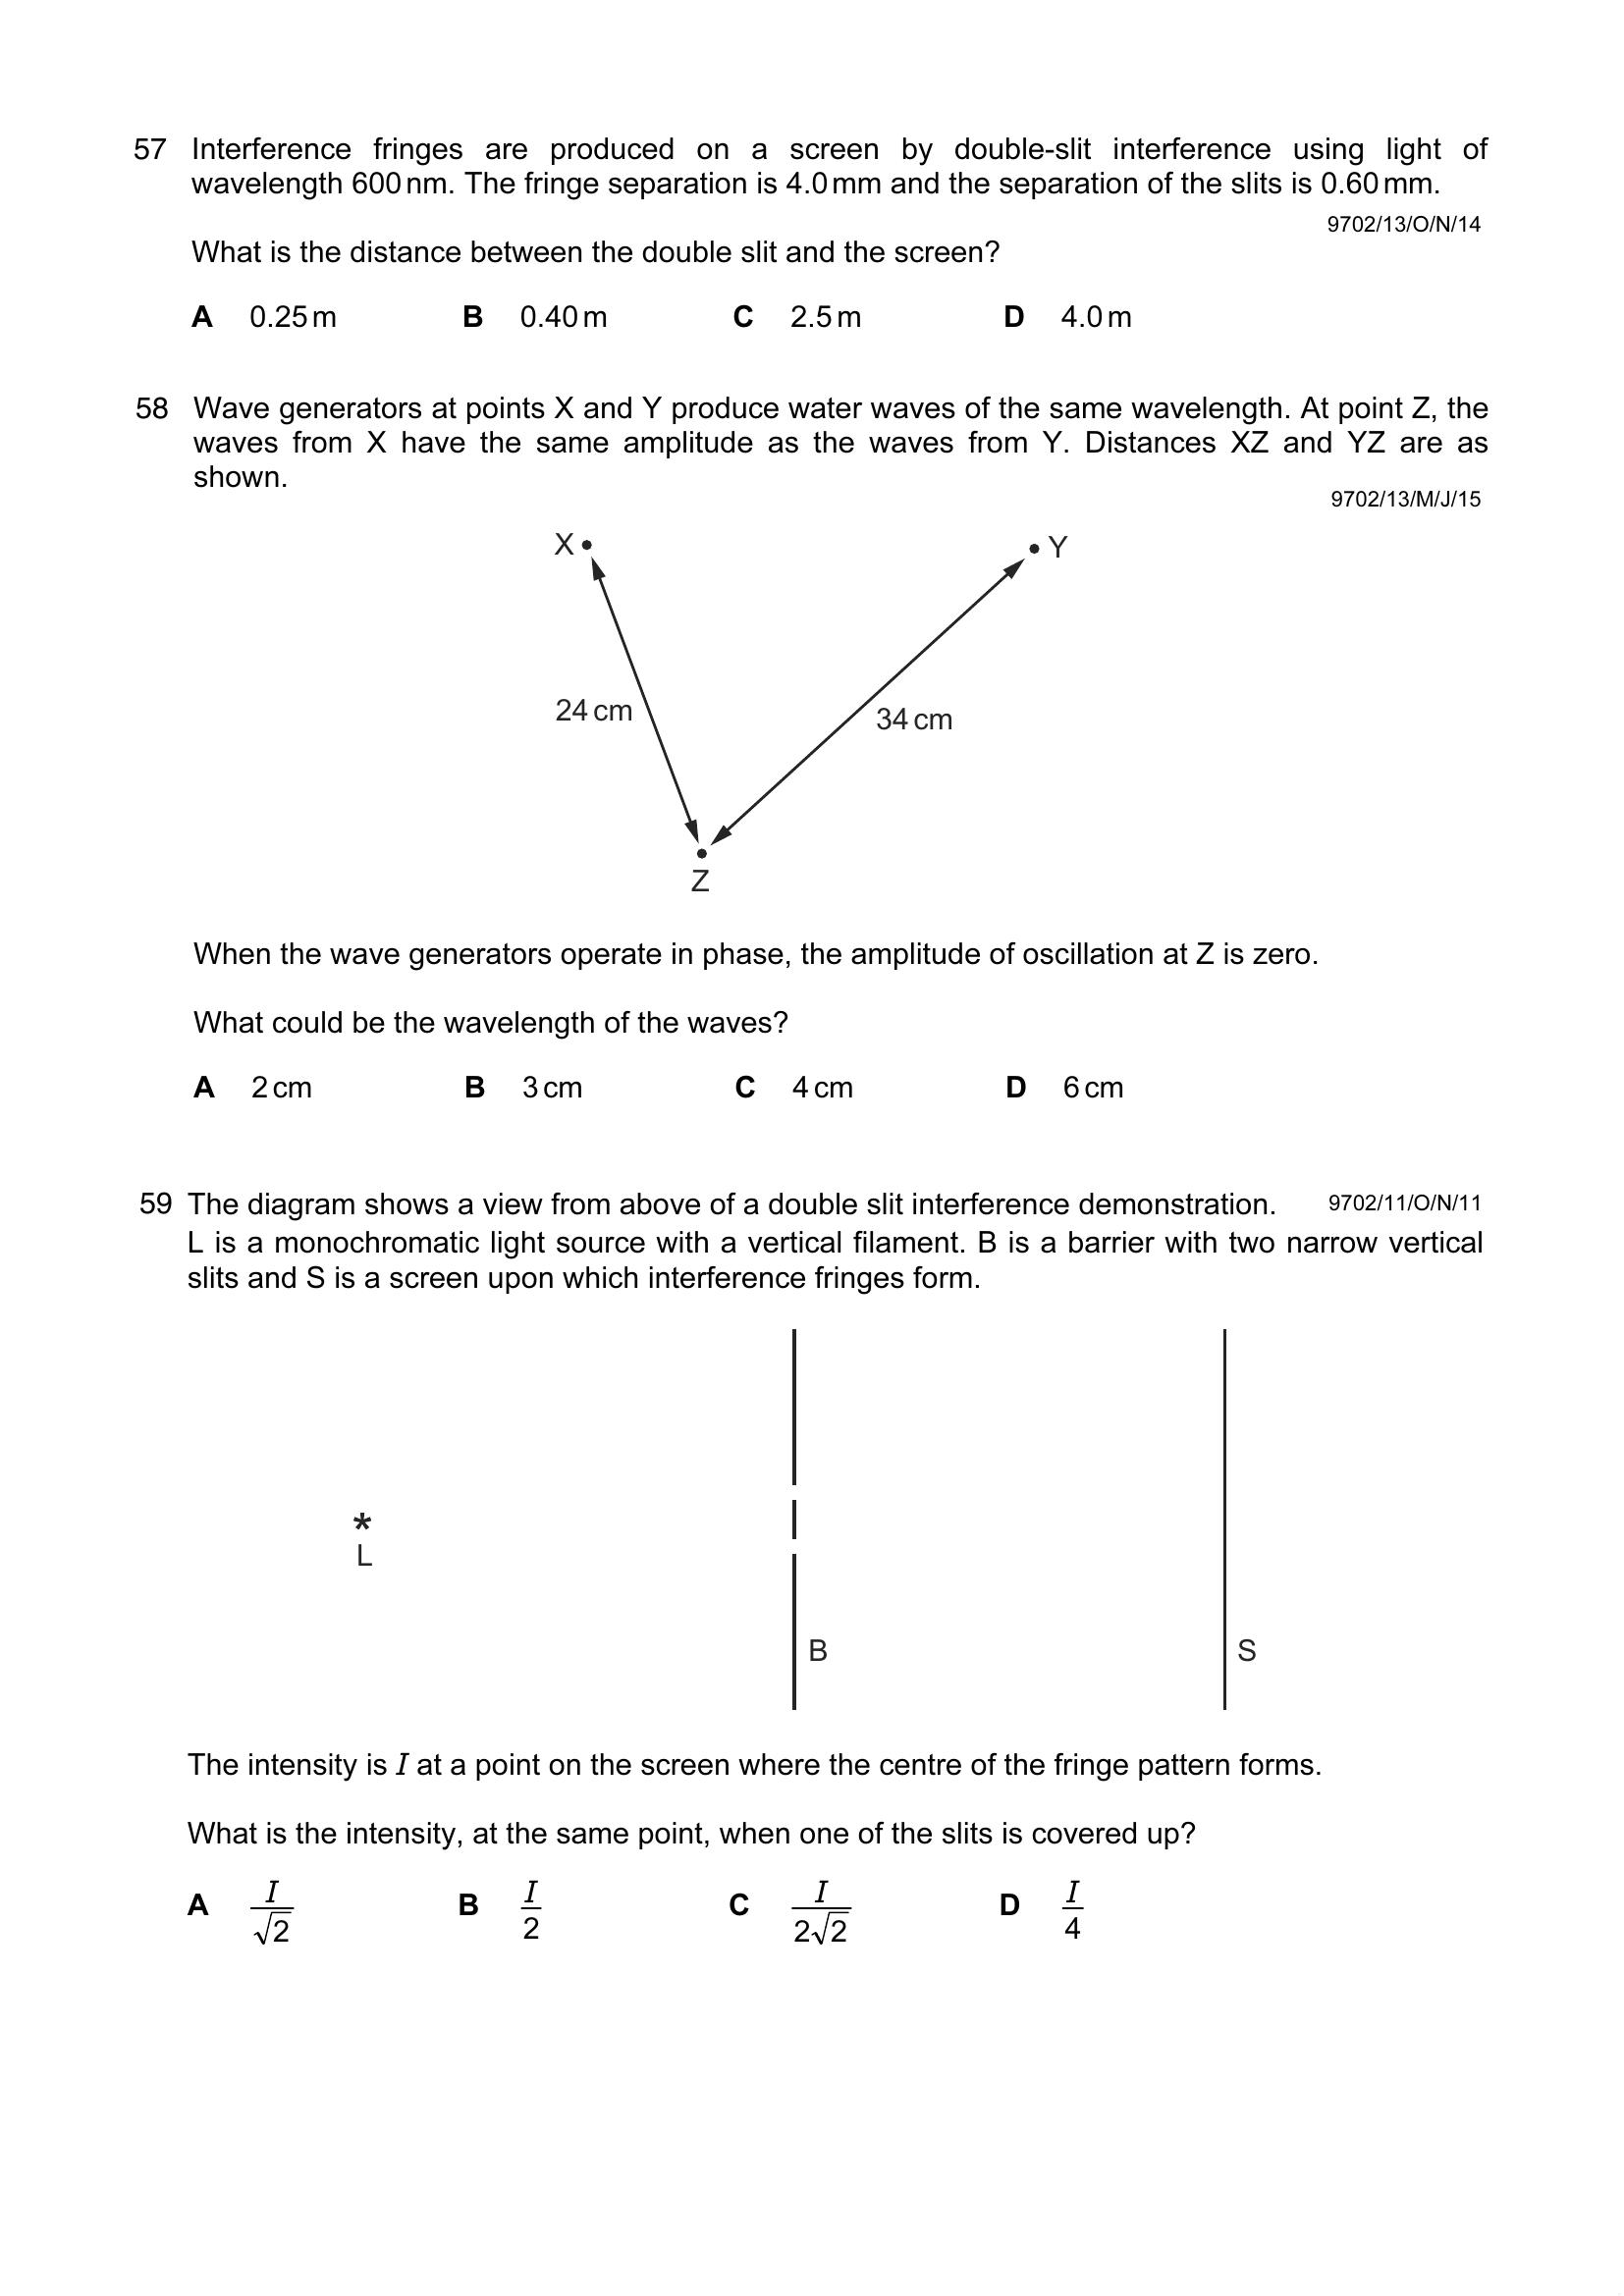 57 Interference fringes are produced on a screen by double-slit interference using light of
wavelength 600 nm. The fringe separation is 4.0 mm and the separation of the slits is 0.60 mm.
9702/13/O/N/14
What is the distance between the double slit and the screen?
A 0.25 m B 0.40 m C 2.5 m D 4.0 m
58 Wave generators at points X and Y produce water waves of the same wavelength. At point Z, the
waves from X have the same amplitude as the waves from Y. Distances XZ and YZ are as
shown.
9702/13/M/J/15
X Y
24 cm 34 cm
Z
When the wave generators operate in phase, the amplitude of oscillation at Z is zero.
What could be the wavelength of the waves?
A 2 cm B 3 cm C 4 cm D 6 cm
59 The diagram shows a view from above of a double slit interference demonstration. 9702/11/O/N/11
L is a monochromatic light source with a vertical filament. B is a barrier with two narrow vertical
slits and S is a screen upon which interference fringes form.
*
L
B S
The intensity is I at a point on the screen where the centre of the fringe pattern forms.
What is the intensity, at the same point, when one of the slits is covered up?
A I/√2 B I/2 C I/2√2 D I/4